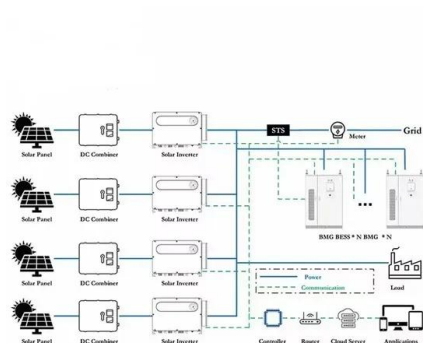 STS
Meter
Grid
Solar Panel DC Combiner Solar Inverter
Solar Panel DC Combiner Solar Inverter
BMG BESS * N BMG * N
Solar Panel DC Combiner Solar Inverter
Power
Communication
Load
Solar Panel DC Combiner Solar Inverter
Controller Router Cloud Server Applications